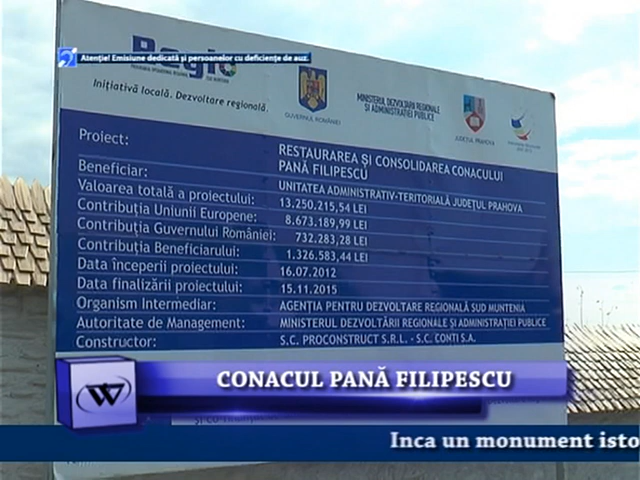 Atenție! Emisiune dedicată și persoanelor cu deficiențe de auz.
Regio
Inițiativă locală. Dezvoltare regională.
GUVERNUL ROMÂNIEI
MINISTERUL DEZVOLTĂRII REGIONALE
ȘI ADMINISTRAȚIEI PUBLICE
JUDEȚUL PRAHOVA
Proiect: RESTAURAREA ȘI CONSOLIDAREA CONACULUI
PANĂ FILIPESCU
Beneficiar: UNITATEA ADMINISTRATIV-TERITORIALĂ JUDEȚUL PRAHOVA
Valoarea totală a proiectului: 13.250.215,54 LEI
Contribuția Uniunii Europene: 8.673.189,99 LEI
Contribuția Guvernului României: 732.283,28 LEI
Contribuția Beneficiarului: 1.326.583,44 LEI
Data începerii proiectului: 16.07.2012
Data finalizării proiectului: 15.11.2015
Organism Intermediar: AGENȚIA PENTRU DEZVOLTARE REGIONALĂ SUD MUNTENIA
Autoritate de Management: MINISTERUL DEZVOLTĂRII REGIONALE ȘI ADMINISTRAȚIEI PUBLICE
Constructor: S.C. PROCONSTRUCT S.R.L. - S.C. CONTI S.A.
W CONACUL PANĂ FILIPESCU
Inca un monument isto